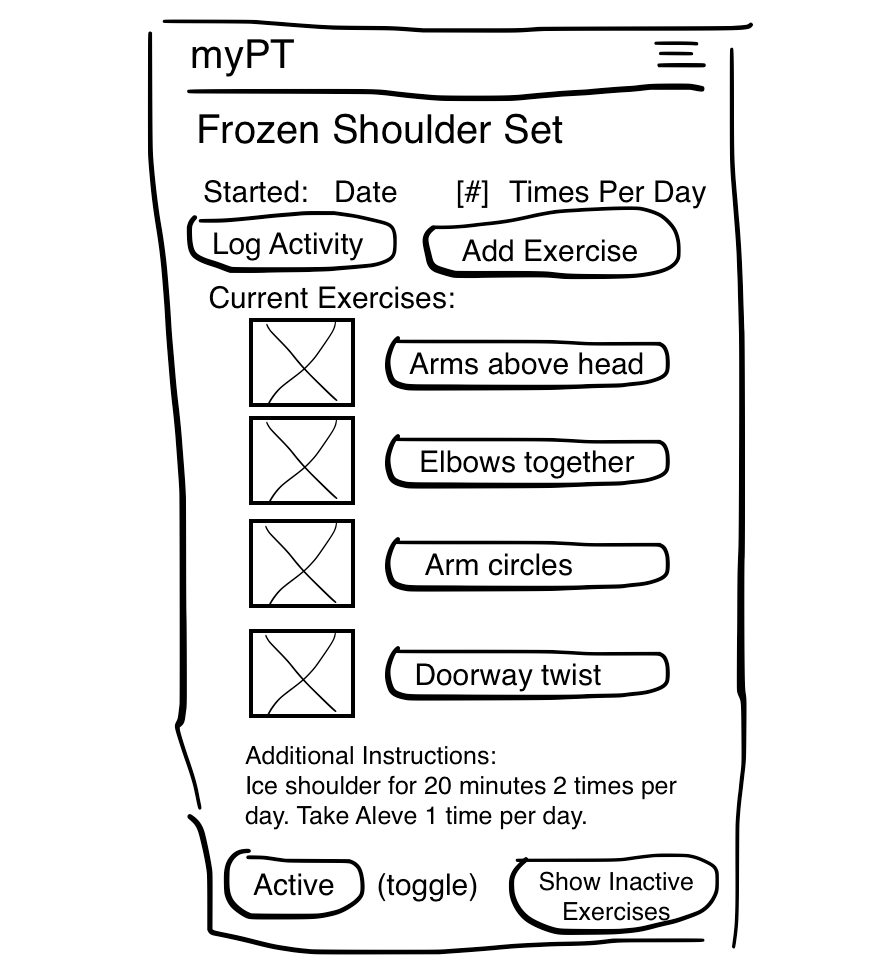 myPT
Frozen Shoulder Set
Started: Date [#] Times Per Day
Log Activity Add Exercise
Current Exercises:
Arms above head
Elbows together
Arm circles
Doorway twist
Additional Instructions:
Ice shoulder for 20 minutes 2 times per
day. Take Aleve 1 time per day.
Active (toggle) Show Inactive
Exercises